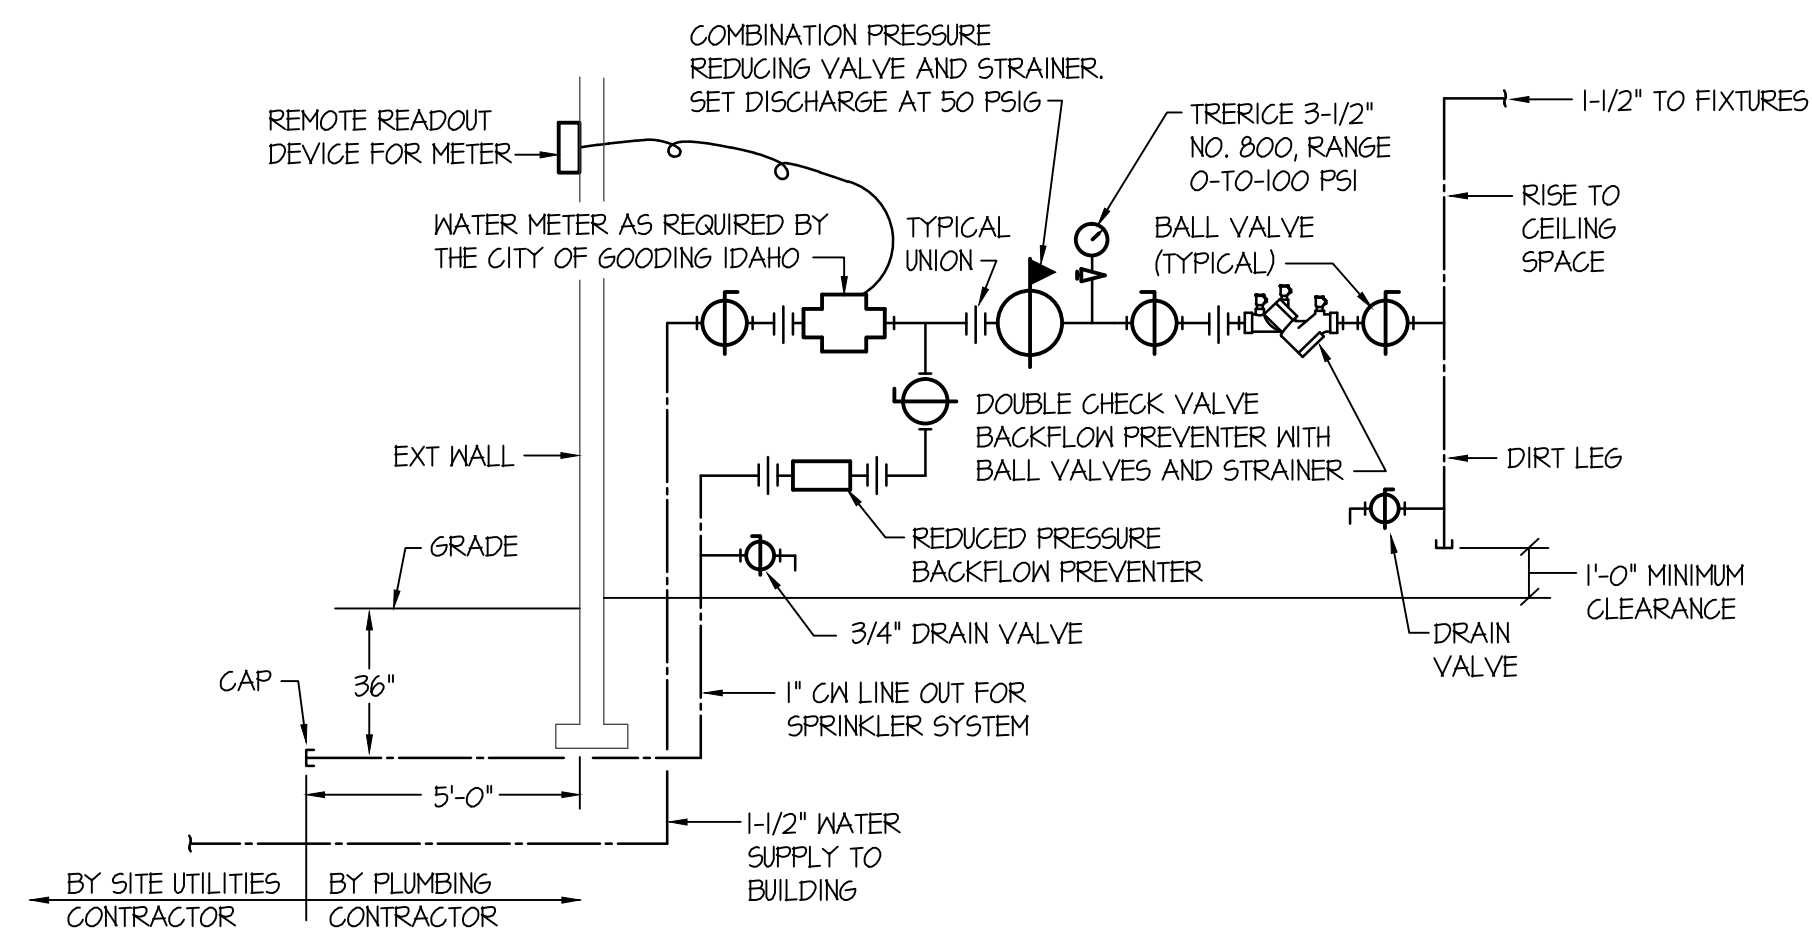 COMBINATION PRESSURE
REDUCING VALVE AND STRAINER.
SET DISCHARGE AT 50 PSIG
REMOTE READOUT
DEVICE FOR METER
TRERICE 3-1/2"
NO. 800, RANGE
0-TO-100 PSI
1-1/2" TO FIXTURES
RISE TO
CEILING
SPACE
WATER METER AS REQUIRED BY
THE CITY OF GOODING IDAHO
TYPICAL
UNION
BALL VALVE
(TYPICAL)
DOUBLE CHECK VALVE
BACKFLOW PREVENTER WITH
BALL VALVES AND STRAINER
EXT WALL
DIRT LEG
GRADE
REDUCED PRESSURE
BACKFLOW PREVENTER
1'-0" MINIMUM
CLEARANCE
3/4" DRAIN VALVE
DRAIN
VALVE
CAP
36"
1" CW LINE OUT FOR
SPRINKLER SYSTEM
5'-0"
1-1/2" WATER
SUPPLY TO
BUILDING
BY SITE UTILITIES
CONTRACTOR
BY PLUMBING
CONTRACTOR